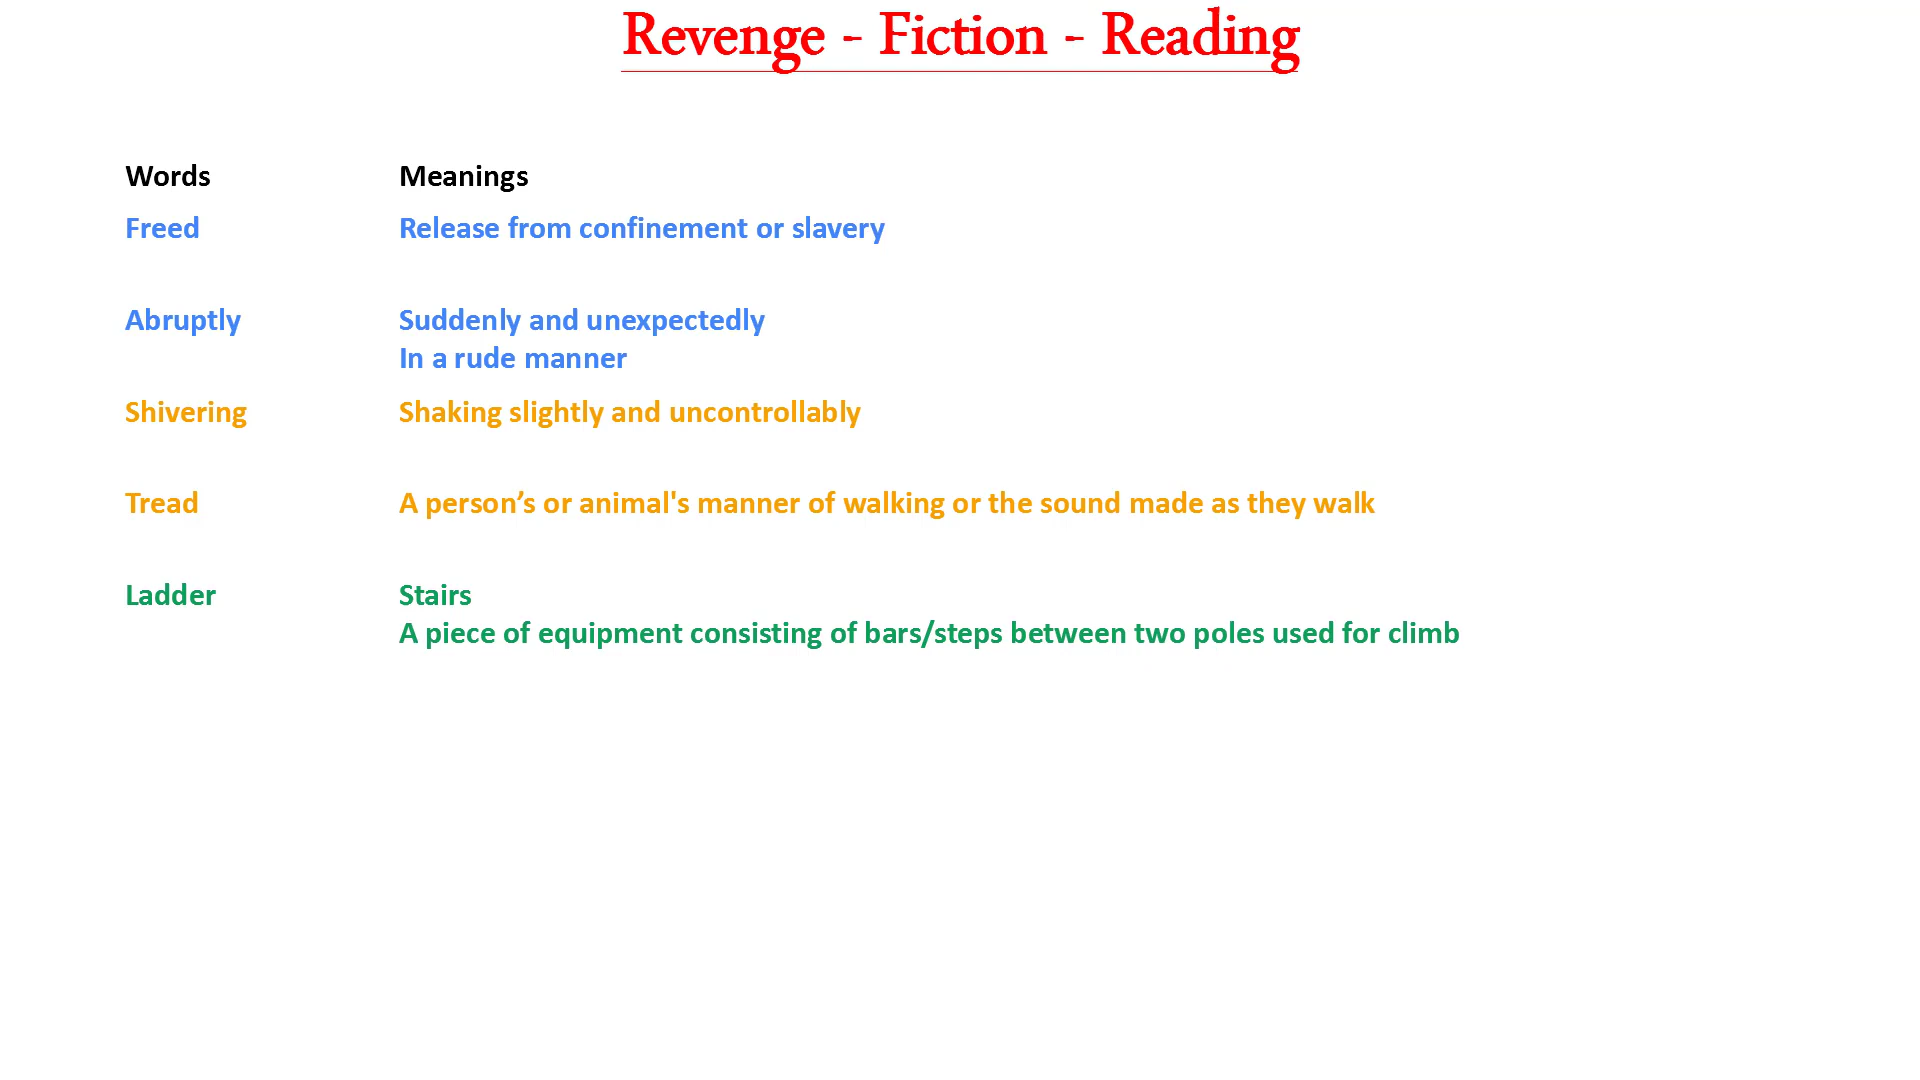 Revenge - Fiction - Reading
Words Meanings
Freed Release from confinement or slavery
Abruptly Suddenly and unexpectedly
In a rude manner
Shivering Shaking slightly and uncontrollably
Tread A person’s or animal's manner of walking or the sound made as they walk
Ladder Stairs
A piece of equipment consisting of bars/steps between two poles used for climb